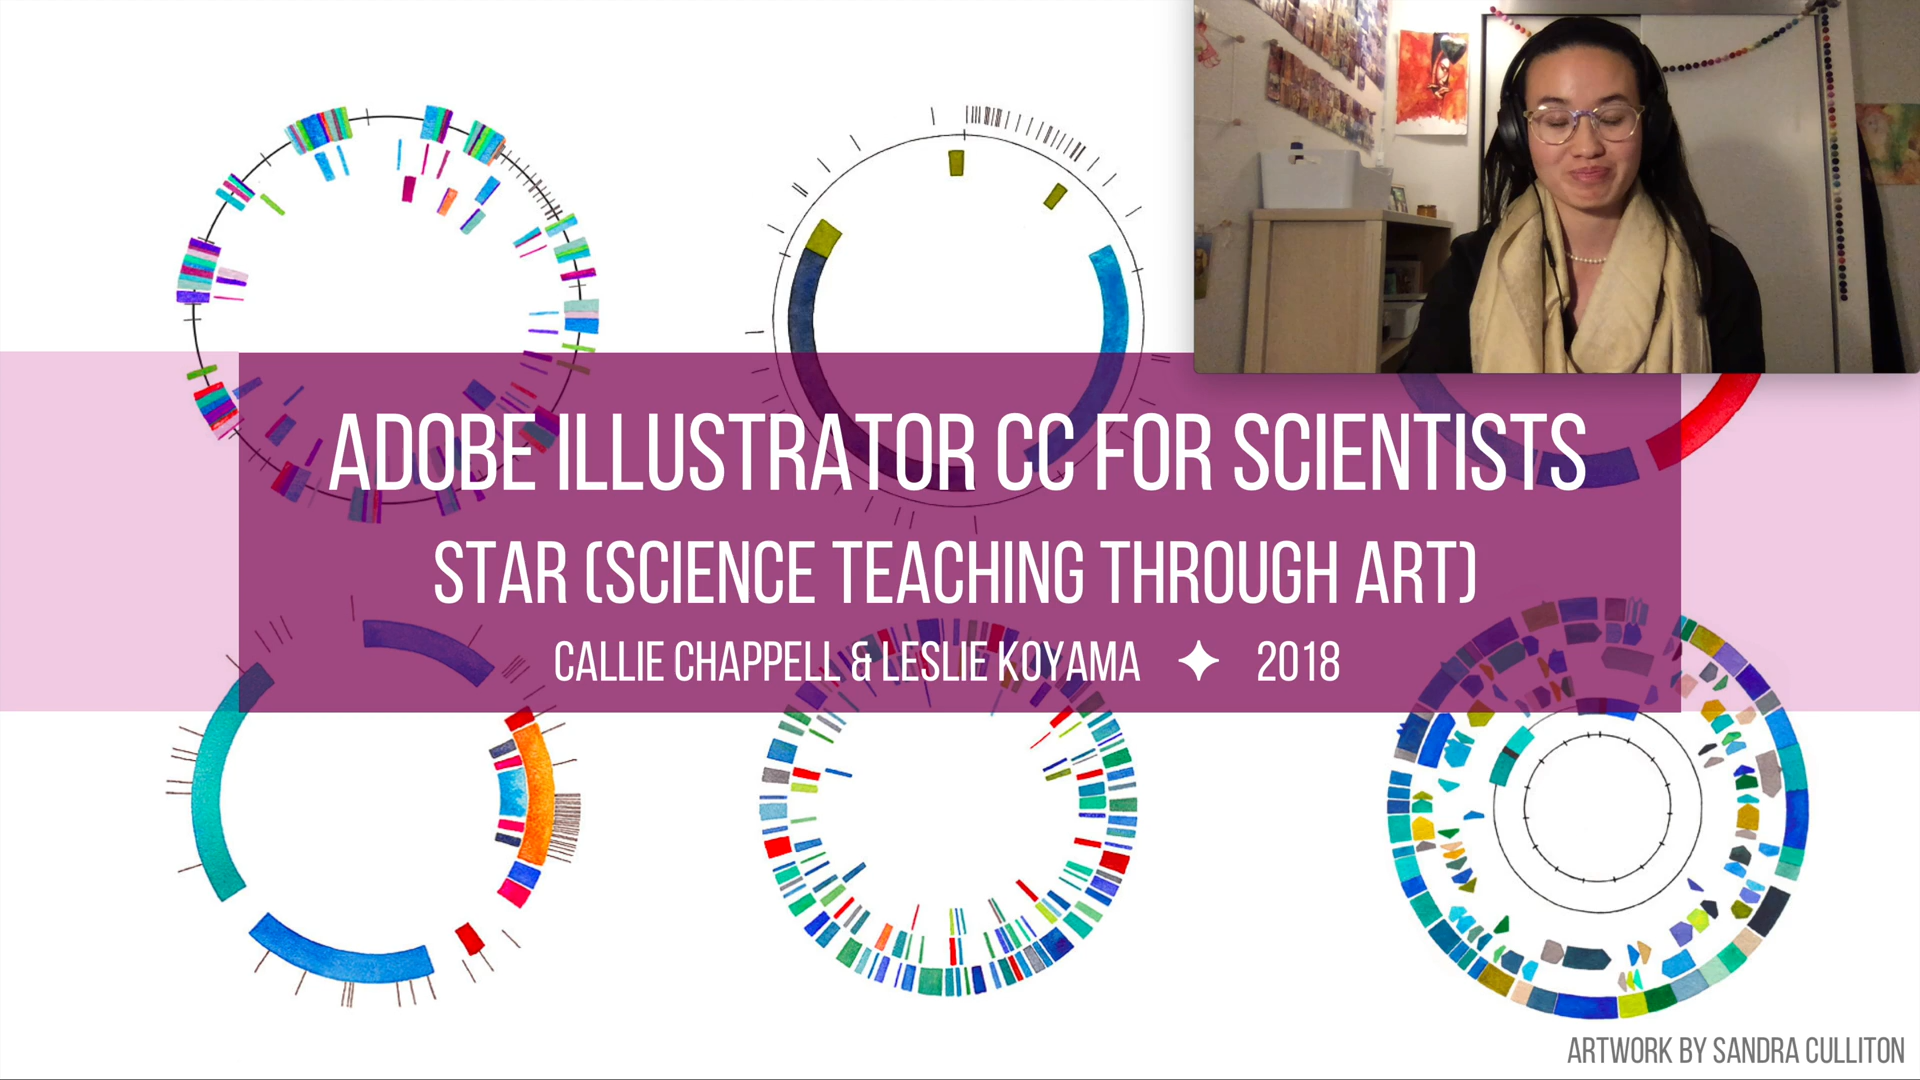 ADOBE ILLUSTRATOR CC FOR SCIENTISTS
STAR (SCIENCE TEACHING THROUGH ART)
CALLIE CHAPPELL & LESLIE KOYAMA ✦ 2018
ARTWORK BY SANDRA CULLITON